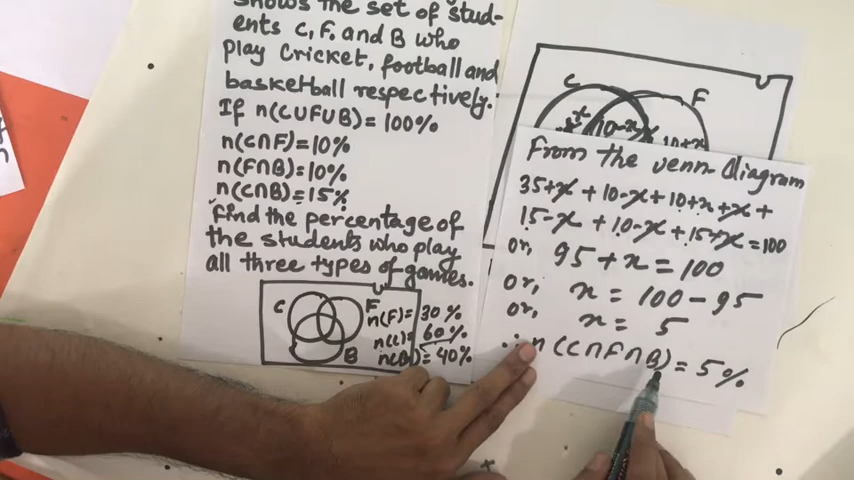 shows the set of stud-
ents C, F. and B who
play Cricket, football and
basketball respectively.
If n(C∪F∪B) = 100%
n(C∩F) = 10%
n(F∩B) = 10%
n(C∩B) = 15%
find the percentage of
the students who play
all three types of games.
C
F
B
n(F) = 30%
n(C) = 60%
n(B) = 40%
C
F
10-x
10+x
From the venn-diagram
35+x + 10-x + 10+x + x +
15-x + 10-x + 15+x = 100
or, 95 + x = 100
or, x = 100 - 95
or, x = 5
∴ n(C∩F∩B) = 5%